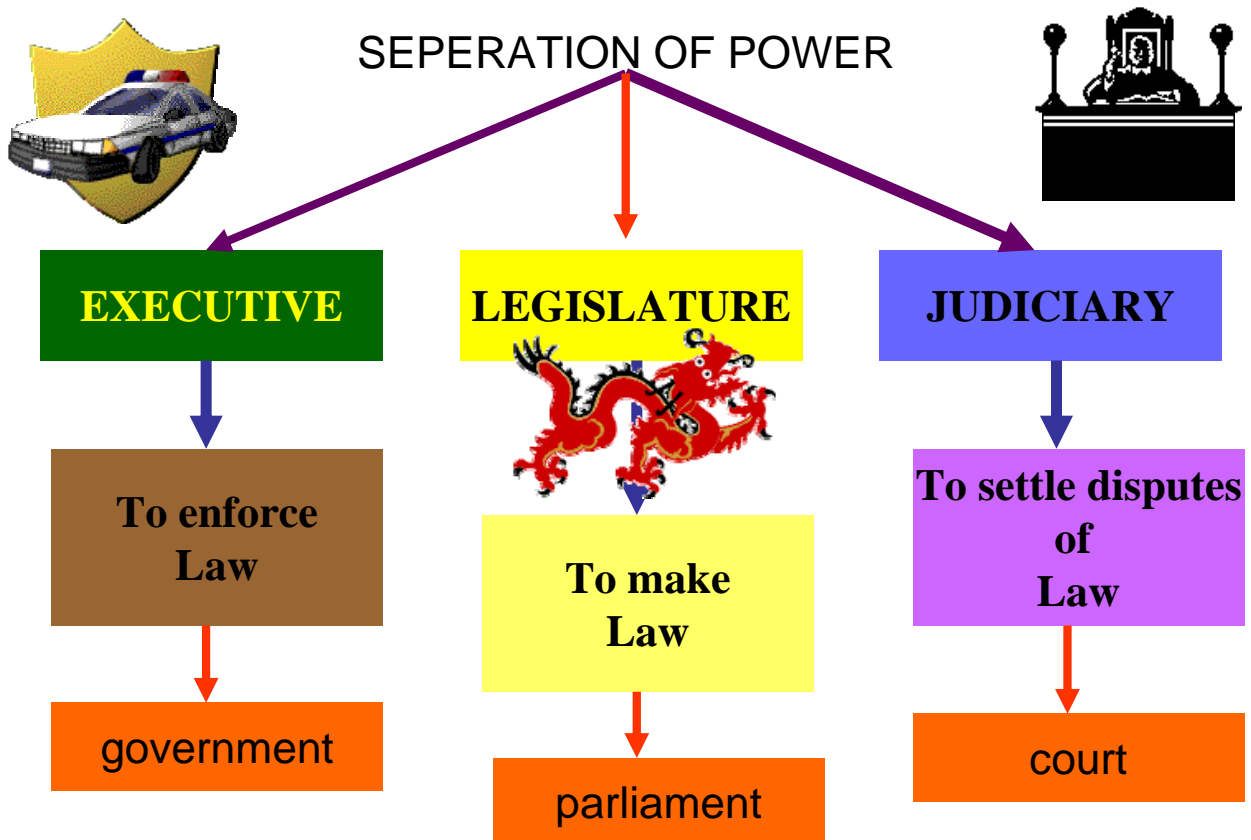 SEPERATION OF POWER
EXECUTIVE
LEGISLATURE
JUDICIARY
To enforce
Law
To make
Law
To settle disputes
of
Law
government
parliament
court